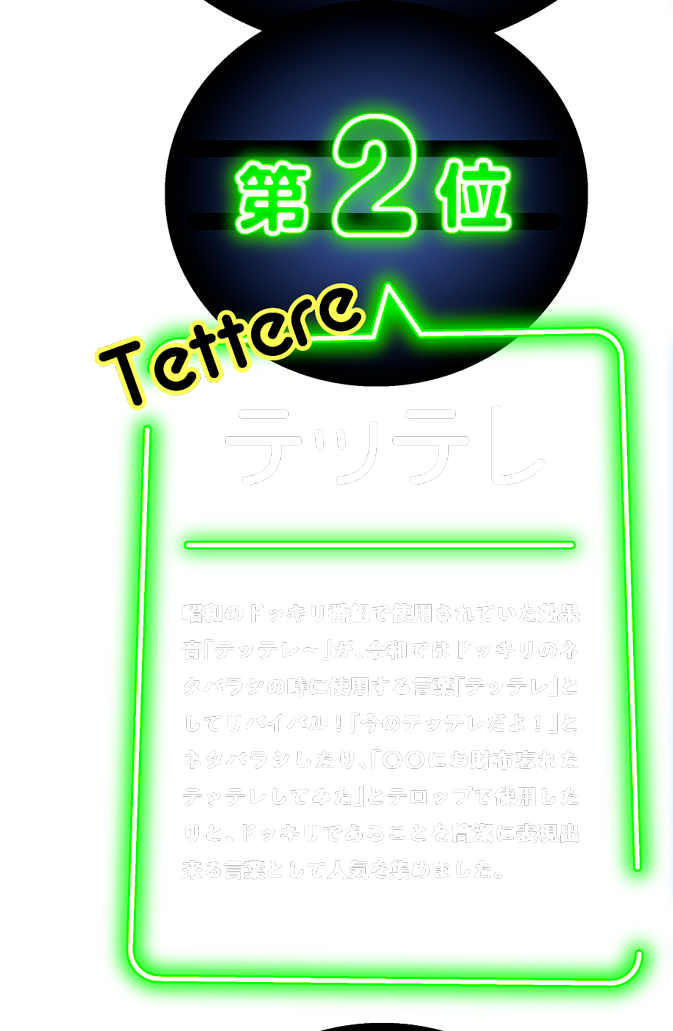 第2位
Tettere
テッテレ
昭和のドッキリ番組で使用されていた効果
音「テッテレ～」が、令和ではドッキリのネ
タバラシの時に使用する言葉「テッテレ」と
してリバイバル！「今のテッテレだよ！」と
ネタバラシしたり、「〇〇にお財布忘れた
テッテレしてみた」とテロップで使用した
りと、ドッキリであることを簡潔に表現出
来る言葉として人気を集めました。